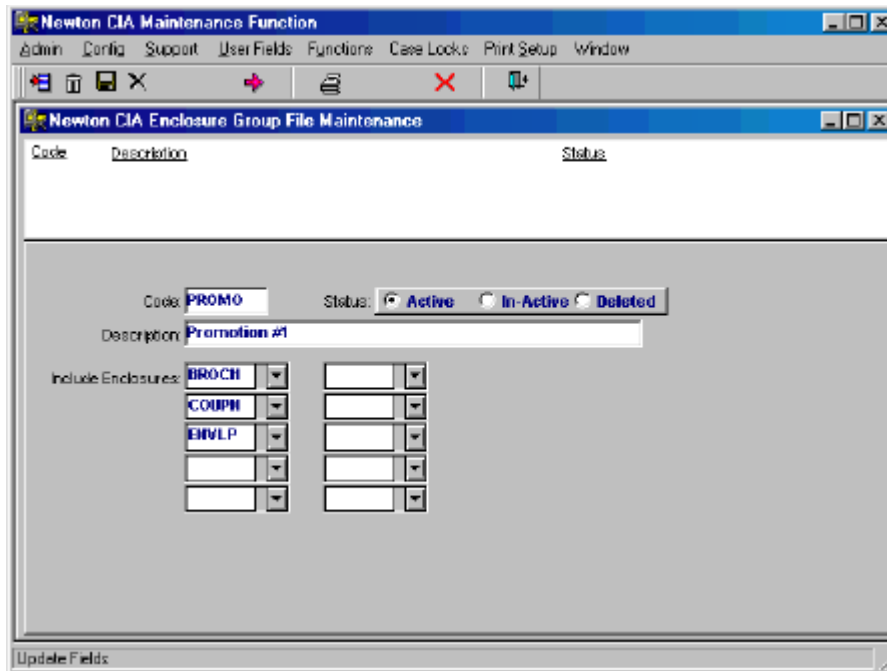 Newton CIA Maintenance Function
Admin Config Support User Fields Functions Case Locks Print Setup Window
Newton CIA Enclosure Group File Maintenance
Code Description Status
Code: PROMO Status: Active In-Active Deleted
Description: Promotion #1
Include Enclosures: BROCH
COUPN
ENVLP
Update Fields